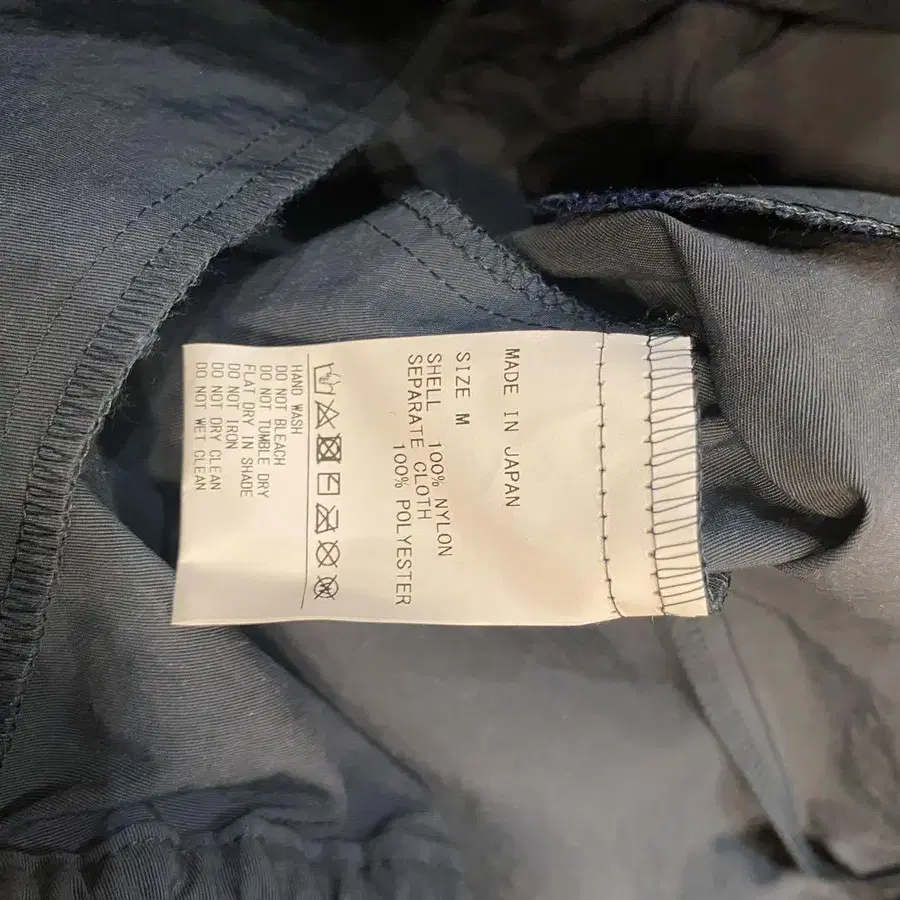 MADE IN JAPAN
SIZE M
SHELL 100% NYLON
SEPARATE CLOTH
100% POLYESTER
HAND WASH
DO NOT BLEACH
DO NOT TUMBLE DRY
FLAT DRY IN SHADE
DO NOT IRON
DO NOT DRY CLEAN
DO NOT WET CLEAN